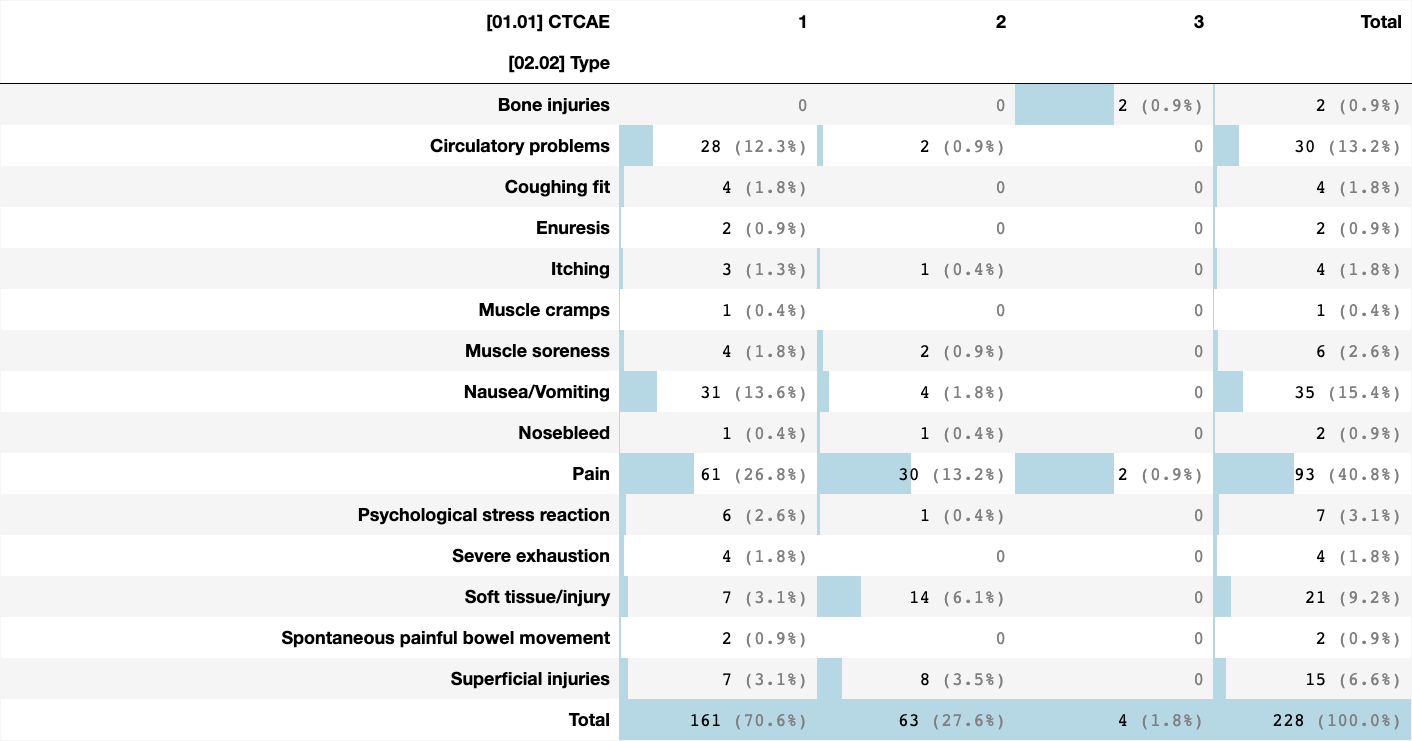 [01.01] CTCAE 1 2 3 Total
[02.02] Type
Bone injuries 0 0 2 (0.9%) 2 (0.9%)
Circulatory problems 28 (12.3%) 2 (0.9%) 0 30 (13.2%)
Coughing fit 4 (1.8%) 0 0 4 (1.8%)
Enuresis 2 (0.9%) 0 0 2 (0.9%)
Itching 3 (1.3%) 1 (0.4%) 0 4 (1.8%)
Muscle cramps 1 (0.4%) 0 0 1 (0.4%)
Muscle soreness 4 (1.8%) 2 (0.9%) 0 6 (2.6%)
Nausea/Vomiting 31 (13.6%) 4 (1.8%) 0 35 (15.4%)
Nosebleed 1 (0.4%) 1 (0.4%) 0 2 (0.9%)
Pain 61 (26.8%) 30 (13.2%) 2 (0.9%) 93 (40.8%)
Psychological stress reaction 6 (2.6%) 1 (0.4%) 0 7 (3.1%)
Severe exhaustion 4 (1.8%) 0 0 4 (1.8%)
Soft tissue/injury 7 (3.1%) 14 (6.1%) 0 21 (9.2%)
Spontaneous painful bowel movement 2 (0.9%) 0 0 2 (0.9%)
Superficial injuries 7 (3.1%) 8 (3.5%) 0 15 (6.6%)
Total 161 (70.6%) 63 (27.6%) 4 (1.8%) 228 (100.0%)